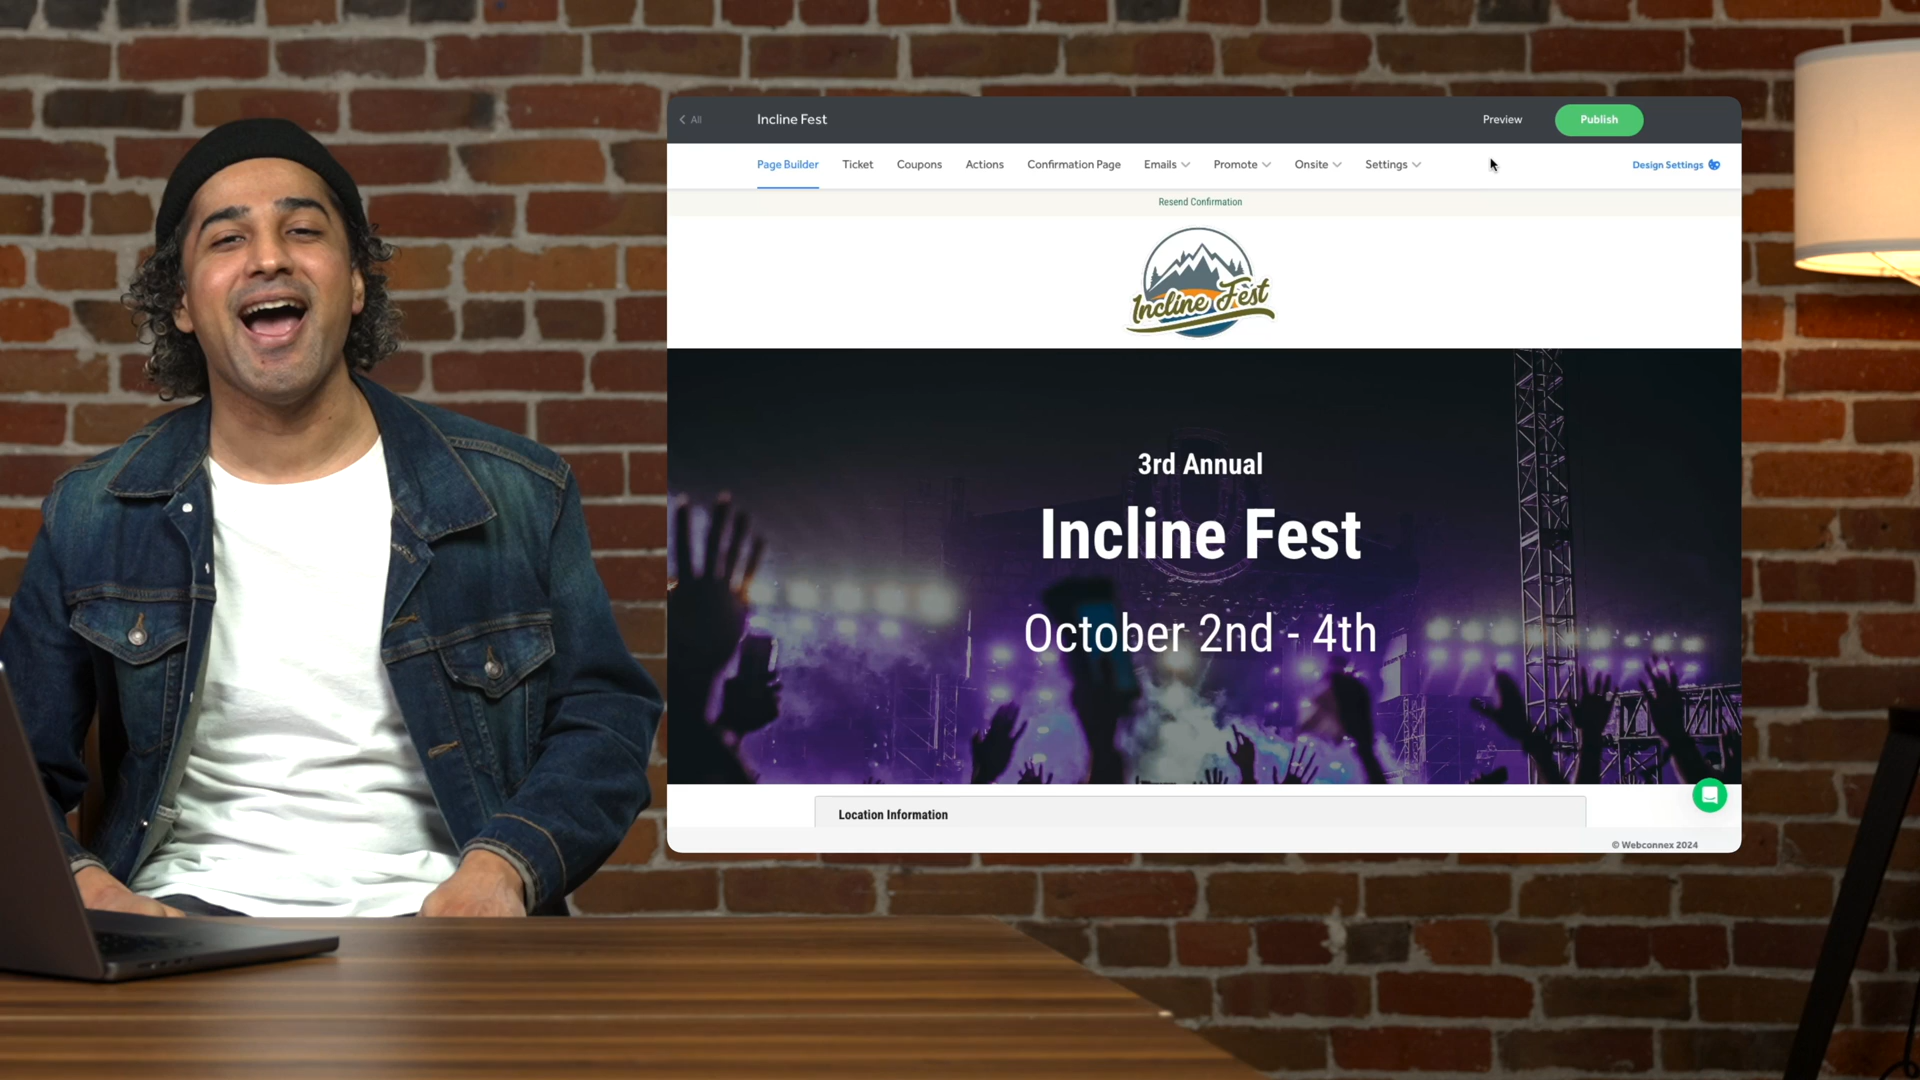 All
Incline Fest
Preview
Publish
Page Builder
Ticket
Coupons
Actions
Confirmation Page
Emails
Promote
Onsite
Settings
Design Settings
Resend Confirmation
Incline Fest
3rd Annual
Incline Fest
October 2nd - 4th
Location Information
© Webconnex 2024